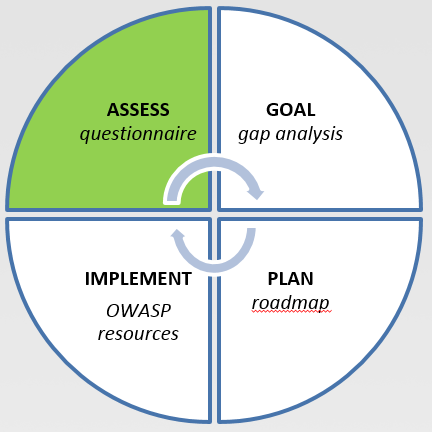 ASSESS
questionnaire
GOAL
gap analysis
IMPLEMENT
OWASP
resources
PLAN
roadmap